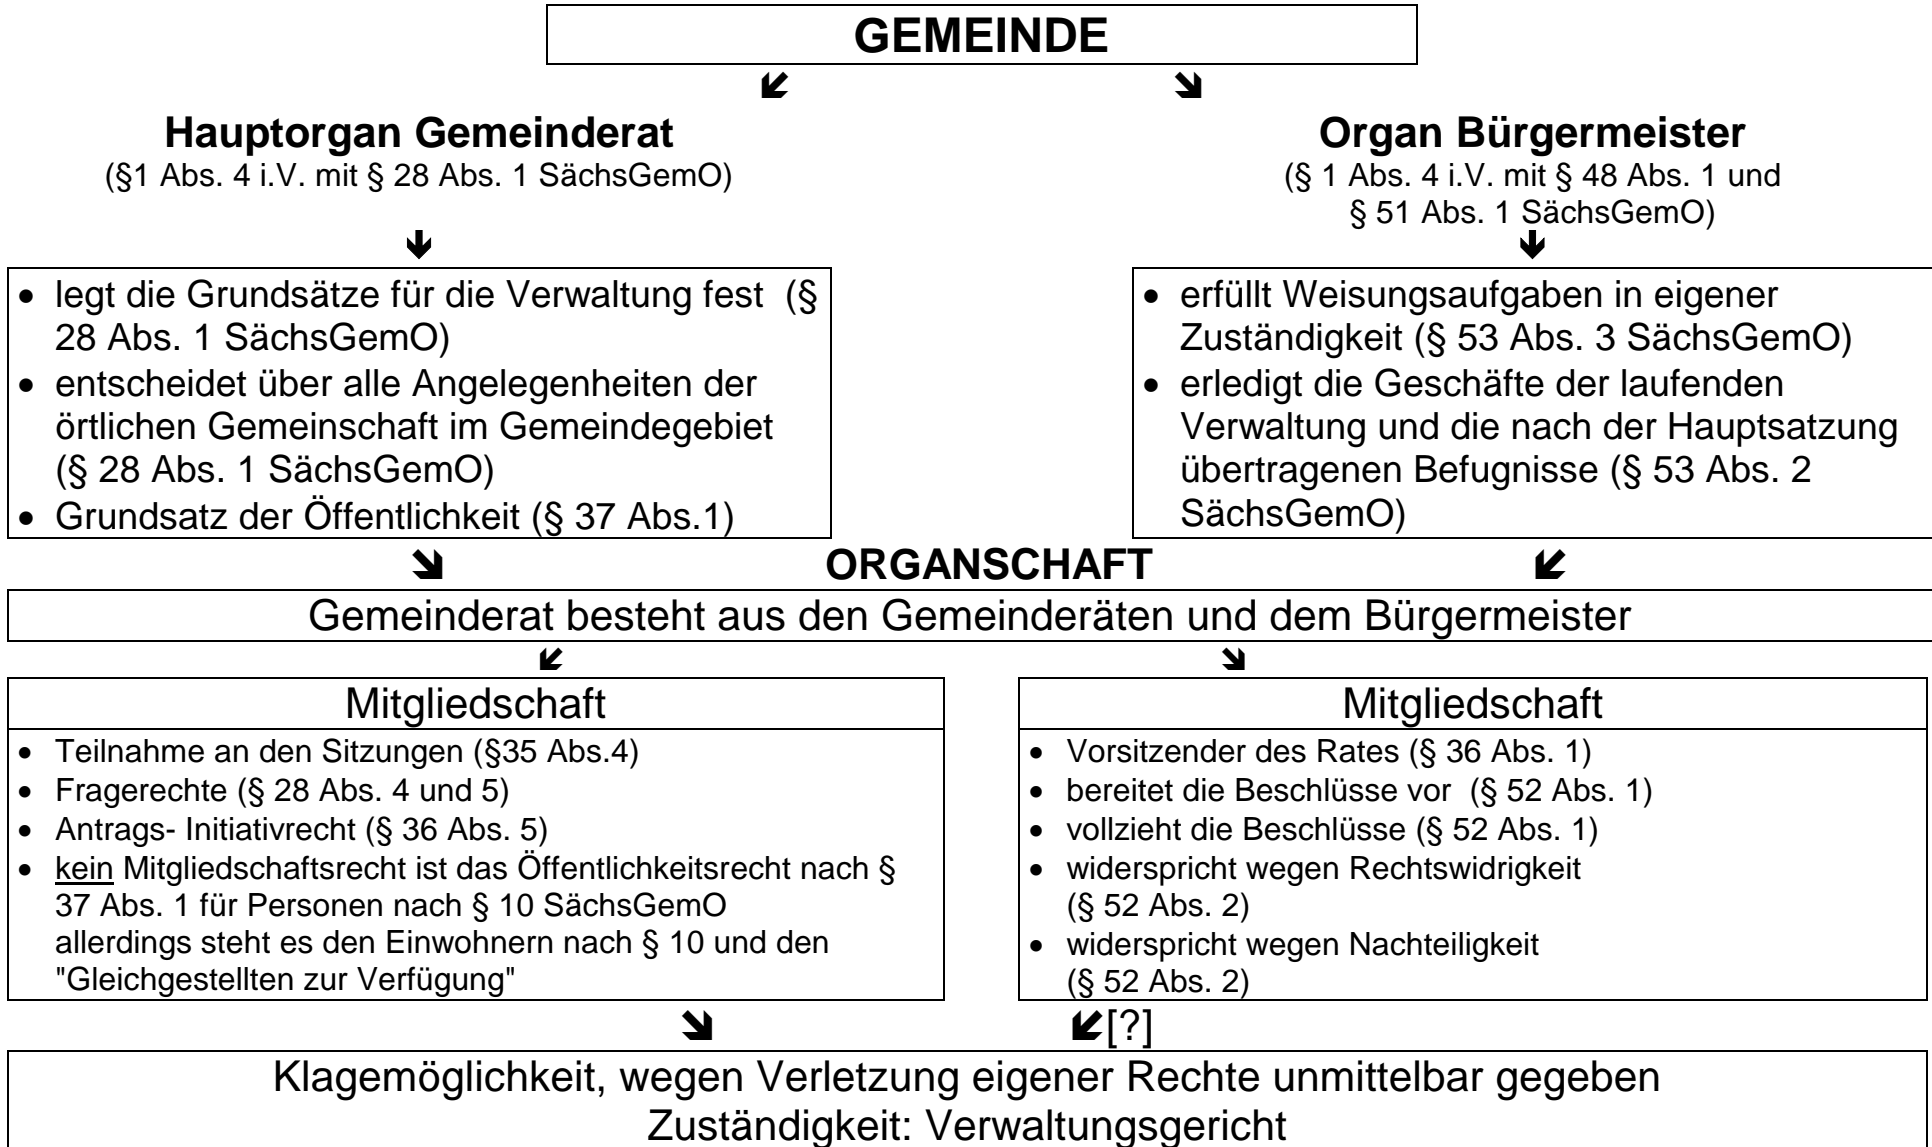 GEMEINDE
Hauptorgan Gemeinderat
(§1 Abs. 4 i.V. mit § 28 Abs. 1 SächsGemO)
Organ Bürgermeister
(§ 1 Abs. 4 i.V. mit § 48 Abs. 1 und
§ 51 Abs. 1 SächsGemO)
• legt die Grundsätze für die Verwaltung fest (§
28 Abs. 1 SächsGemO)
• entscheidet über alle Angelegenheiten der
örtlichen Gemeinschaft im Gemeindegebiet
(§ 28 Abs. 1 SächsGemO)
• Grundsatz der Öffentlichkeit (§ 37 Abs.1)
• erfüllt Weisungsaufgaben in eigener
Zuständigkeit (§ 53 Abs. 3 SächsGemO)
• erledigt die Geschäfte der laufenden
Verwaltung und die nach der Hauptsatzung
übertragenen Befugnisse (§ 53 Abs. 2
SächsGemO)
ORGANSCHAFT
Gemeinderat besteht aus den Gemeinderäten und dem Bürgermeister
Mitgliedschaft
• Teilnahme an den Sitzungen (§35 Abs.4)
• Fragerechte (§ 28 Abs. 4 und 5)
• Antrags- Initiativrecht (§ 36 Abs. 5)
• kein Mitgliedschaftsrecht ist das Öffentlichkeitsrecht nach §
37 Abs. 1 für Personen nach § 10 SächsGemO
allerdings steht es den Einwohnern nach § 10 und den
"Gleichgestellten zur Verfügung"
Mitgliedschaft
• Vorsitzender des Rates (§ 36 Abs. 1)
• bereitet die Beschlüsse vor (§ 52 Abs. 1)
• vollzieht die Beschlüsse (§ 52 Abs. 1)
• widerspricht wegen Rechtswidrigkeit
(§ 52 Abs. 2)
• widerspricht wegen Nachteiligkeit
(§ 52 Abs. 2)
[?]
Klagemöglichkeit, wegen Verletzung eigener Rechte unmittelbar gegeben
Zuständigkeit: Verwaltungsgericht